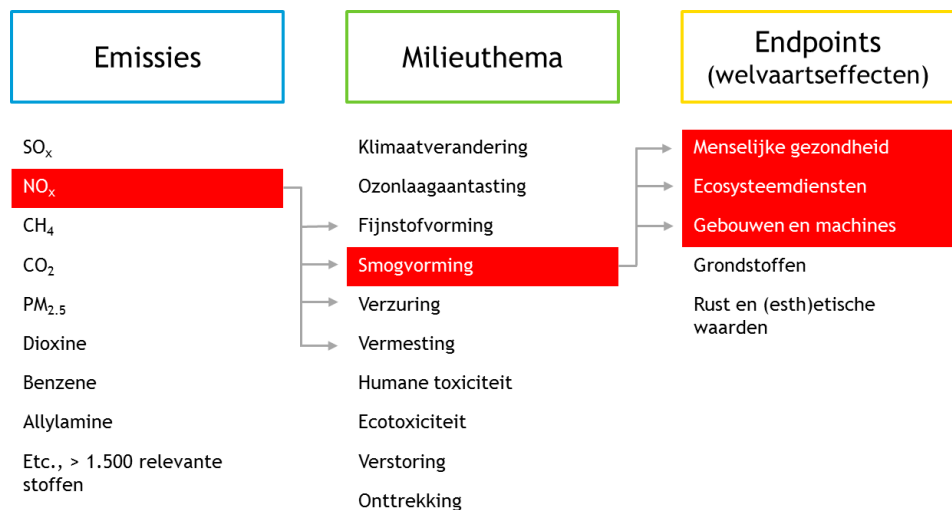 Emissies
Milieuthema
Endpoints
(welvaartseffecten)
SOₓ
NOₓ
CH₄
CO₂
PM₂.₅
Dioxine
Benzene
Allylamine
Etc., > 1.500 relevante
stoffen
Klimaatverandering
Ozonlaagaantasting
Fijnstofvorming
Smogvorming
Verzuring
Vermesting
Humane toxiciteit
Ecotoxiciteit
Verstoring
Onttrekking
Menselijke gezondheid
Ecosysteemdiensten
Gebouwen en machines
Grondstoffen
Rust en (esth)etische
waarden